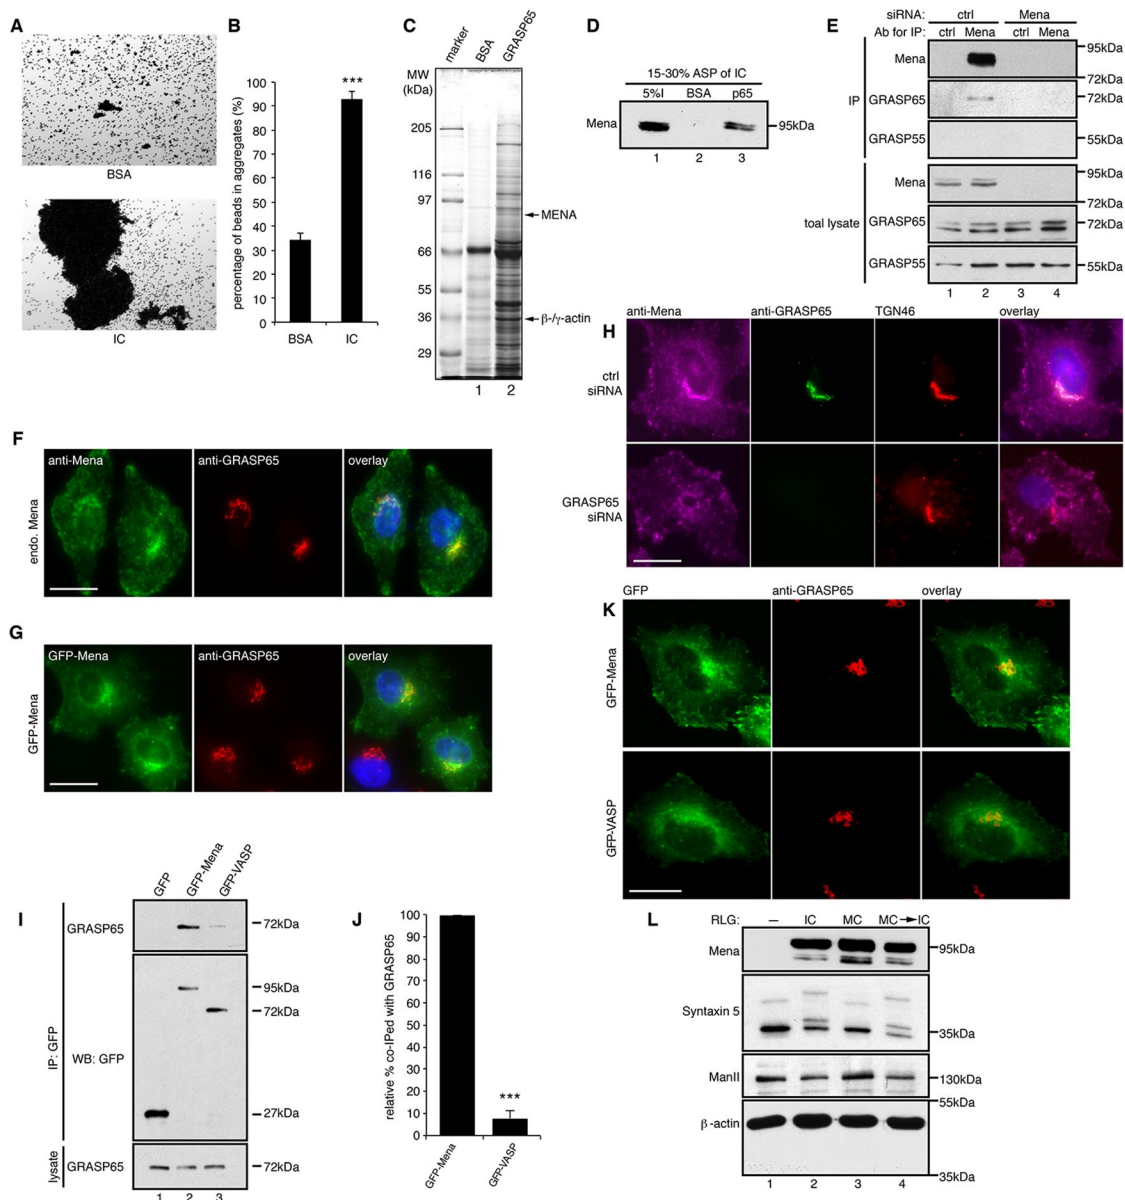 A
BSA
IC
B
percentage of beads in aggregates (%)
100
90
80
70
60
50
40
30
20
10
0
***
BSA
IC
C
marker
BSA
GRASP65
MW
(kDa)
205
116
97
66
55
36
29
MENA
β-/γ-actin
1 2
D
15-30% ASP of IC
5%I BSA p65
Mena
95kDa
1 2 3
E
siRNA: ctrl Mena
Ab for IP: ctrl Mena ctrl Mena
IP
Mena
95kDa
72kDa
GRASP65
72kDa
GRASP55
55kDa
toal lysate
Mena
95kDa
72kDa
GRASP65
72kDa
GRASP55
55kDa
1 2 3 4
F
endo. Mena
anti-Mena
anti-GRASP65
overlay
G
GFP-Mena
GFP-Mena
anti-GRASP65
overlay
H
anti-Mena
anti-GRASP65
TGN46
overlay
ctrl
siRNA
GRASP65
siRNA
I
GFP
GFP-Mena
GFP-VASP
IP: GFP
GRASP65
72kDa
WB: GFP
95kDa
72kDa
27kDa
lysate
GRASP65
72kDa
1 2 3
J
relative % co-IPed with GRASP65
100
90
80
70
60
50
40
30
20
10
0
***
GFP-Mena
GFP-VASP
K
GFP
anti-GRASP65
overlay
GFP-Mena
GFP-VASP
L
RLG: – IC MC MC→IC
Mena
95kDa
Syntaxin 5
35kDa
ManII
130kDa
55kDa
β-actin
35kDa
1 2 3 4